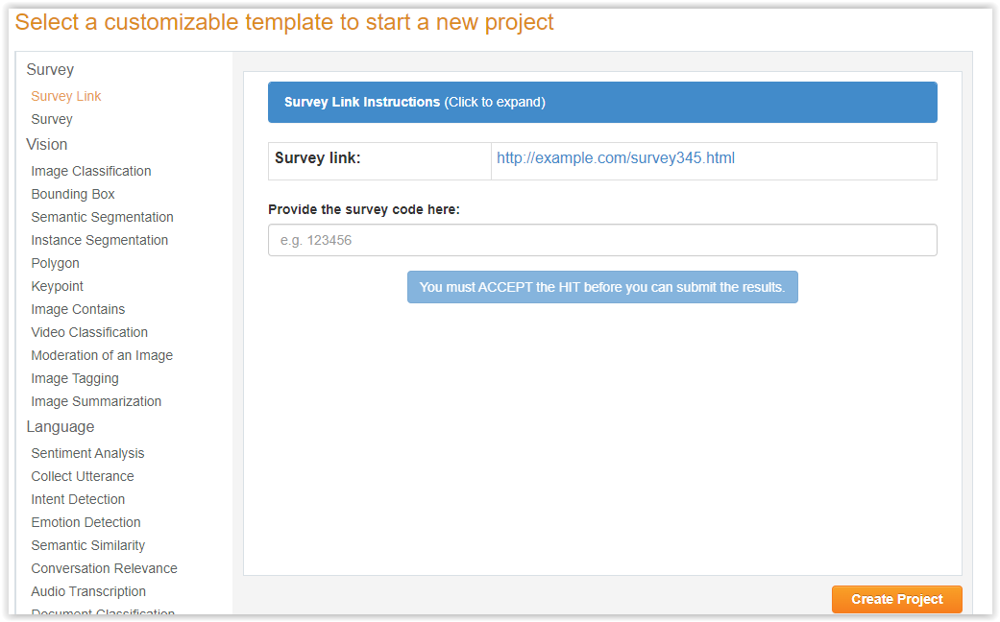 Select a customizable template to start a new project
Survey
Survey Link
Survey
Vision
Image Classification
Bounding Box
Semantic Segmentation
Instance Segmentation
Polygon
Keypoint
Image Contains
Video Classification
Moderation of an Image
Image Tagging
Image Summarization
Language
Sentiment Analysis
Collect Utterance
Intent Detection
Emotion Detection
Semantic Similarity
Conversation Relevance
Audio Transcription
Document Classification
Survey Link Instructions (Click to expand)
Survey link: http://example.com/survey345.html
Provide the survey code here:
e.g. 123456
You must ACCEPT the HIT before you can submit the results.
Create Project